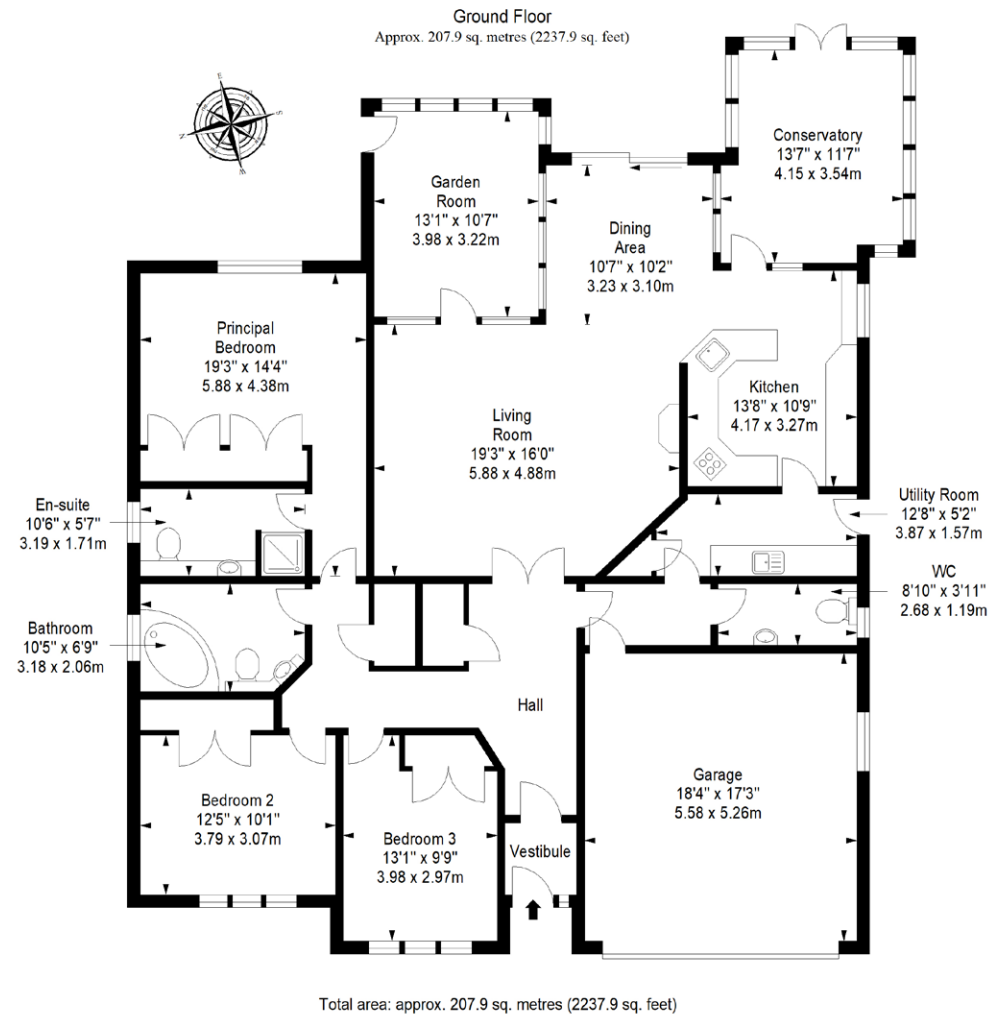 Ground Floor
Approx. 207.9 sq. metres (2237.9 sq. feet)
E
S
N
W
Conservatory
13'7" x 11'7"
4.15 x 3.54m
Garden
Room
13'1" x 10'7"
3.98 x 3.22m
Dining
Area
10'7" x 10'2"
3.23 x 3.10m
Principal
Bedroom
19'3" x 14'4"
5.88 x 4.38m
Kitchen
13'8" x 10'9"
4.17 x 3.27m
Living
Room
19'3" x 16'0"
5.88 x 4.88m
En-suite
10'6" x 5'7"
3.19 x 1.71m
Utility Room
12'8" x 5'2"
3.87 x 1.57m
WC
8'10" x 3'11"
2.68 x 1.19m
Bathroom
10'5" x 6'9"
3.18 x 2.06m
Hall
Garage
18'4" x 17'3"
5.58 x 5.26m
Bedroom 2
12'5" x 10'1"
3.79 x 3.07m
Bedroom 3
13'1" x 9'9"
3.98 x 2.97m
Vestibule
Total area: approx. 207.9 sq. metres (2237.9 sq. feet)